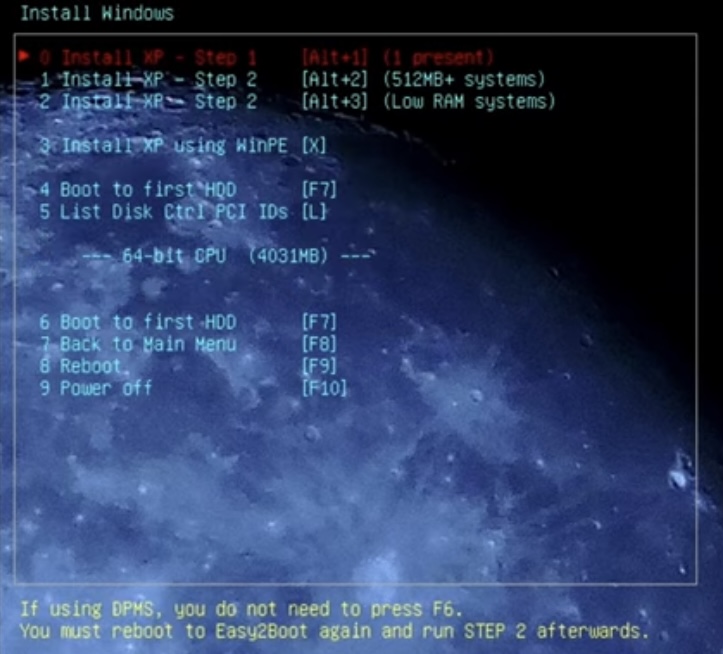 Install Windows
0 Install XP - Step 1 [Alt+1] (1 present)
1 Install XP - Step 2 [Alt+2] (512MB+ systems)
2 Install XP - Step 2 [Alt+3] (Low RAM systems)
3 Install XP using WinPE [X]
4 Boot to first HDD [F7]
5 List Disk Ctrl PCI IDs [L]
--- 64-bit CPU (4031MB) ---
6 Boot to first HDD [F7]
7 Back to Main Menu [F8]
8 Reboot [F9]
9 Power off [F10]
If using DPMS, you do not need to press F6.
You must reboot to Easy2Boot again and run STEP 2 afterwards.